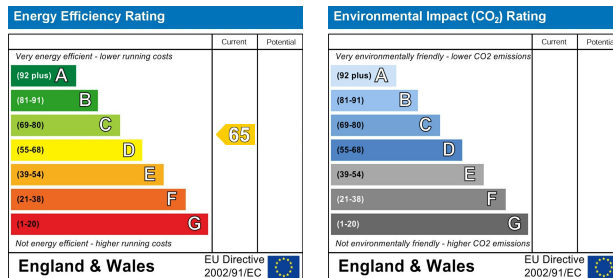 Energy Efficiency Rating
Current Potential
Very energy efficient - lower running costs
(92 plus) A
(81-91) B
(69-80) C
(55-68) D
65
(39-54) E
(21-38) F
(1-20) G
Not energy efficient - higher running costs
England & Wales
EU Directive
2002/91/EC
Environmental Impact (CO₂) Rating
Current Potential
Very environmentally friendly - lower CO2 emissions
(92 plus) A
(81-91) B
(69-80) C
(55-68) D
(39-54) E
(21-38) F
(1-20) G
Not environmentally friendly - higher CO2 emissions
England & Wales
EU Directive
2002/91/EC